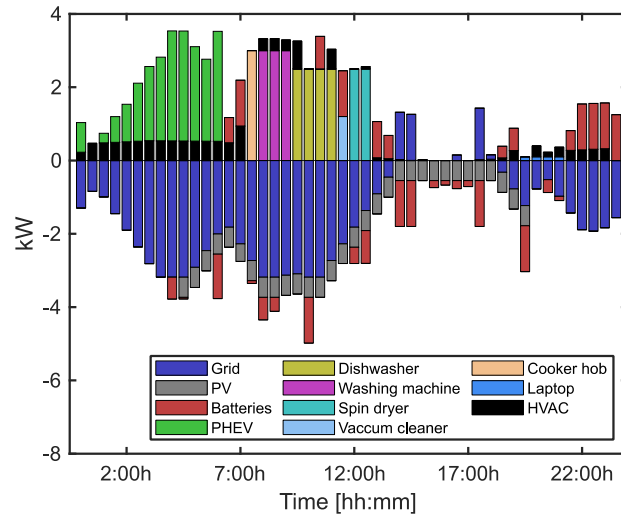 4
2
0
-2
-4
-6
-8
kW
Grid
PV
Batteries
PHEV
Dishwasher
Washing machine
Spin dryer
Vaccum cleaner
Cooker hob
Laptop
HVAC
2:00h 7:00h 12:00h 17:00h 22:00h
Time [hh:mm]